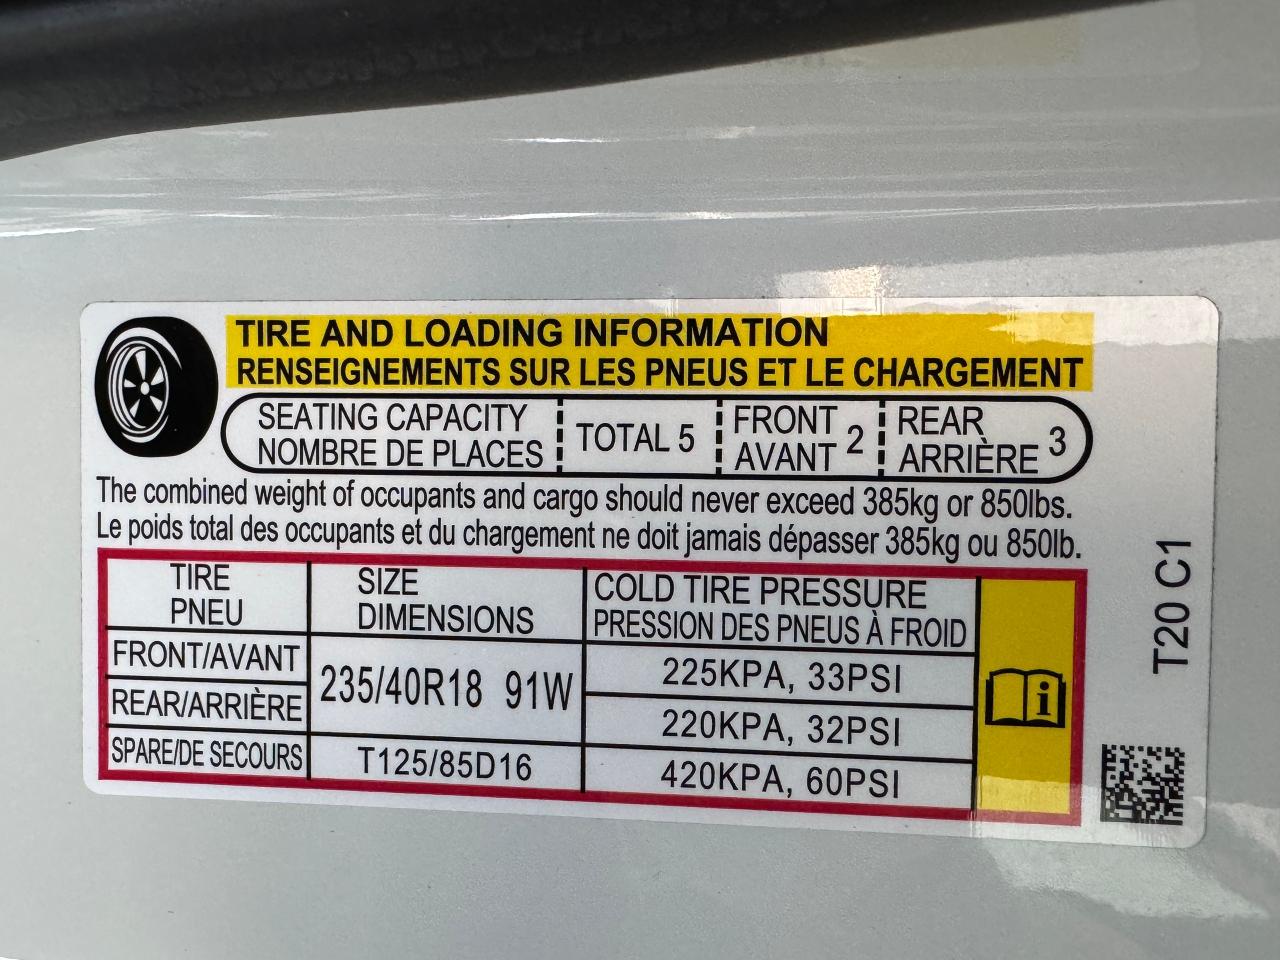 TIRE AND LOADING INFORMATION
RENSEIGNEMENTS SUR LES PNEUS ET LE CHARGEMENT
SEATING CAPACITY
NOMBRE DE PLACES
TOTAL 5
FRONT
AVANT 2
REAR
ARRIÈRE 3
The combined weight of occupants and cargo should never exceed 385kg or 850lbs.
Le poids total des occupants et du chargement ne doit jamais dépasser 385kg ou 850lb.
TIRE
PNEU
SIZE
DIMENSIONS
COLD TIRE PRESSURE
PRESSION DES PNEUS À FROID
FRONT/AVANT
235/40R18 91W
225KPA, 33PSI
REAR/ARRIÈRE
220KPA, 32PSI
SPARE/DE SECOURS
T125/85D16
420KPA, 60PSI
T20 C1